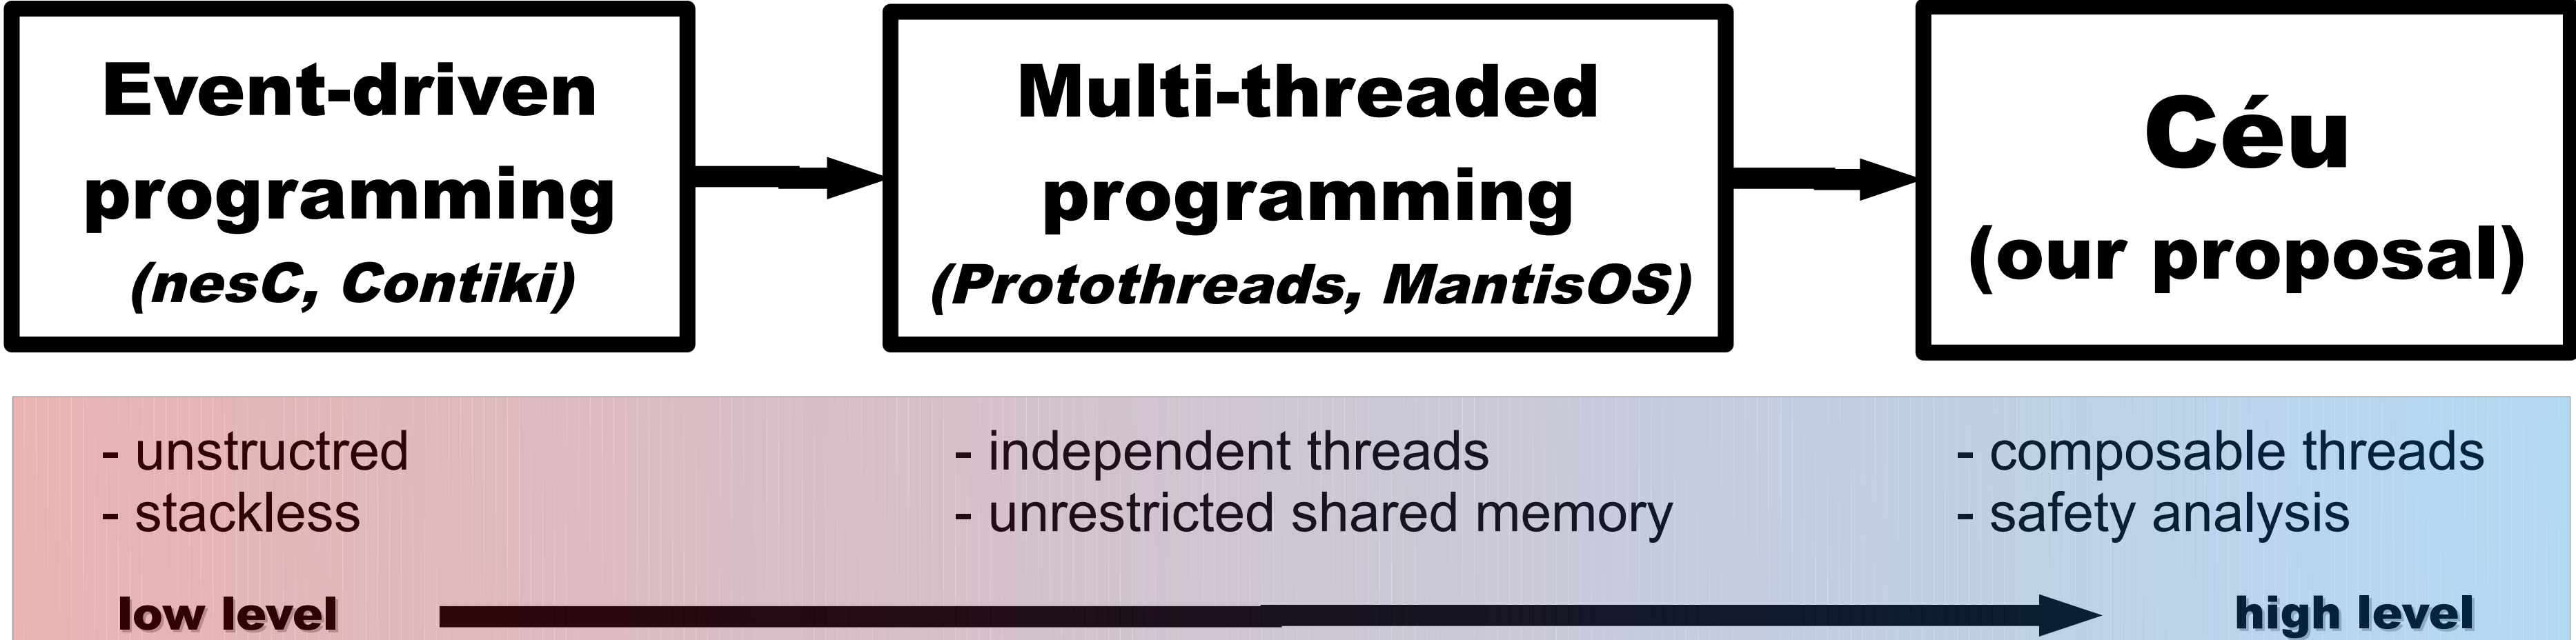 Event-driven
programming
(nesC, Contiki)
Multi-threaded
programming
(Protothreads, MantisOS)
Céu
(our proposal)
- unstructred
- stackless
- independent threads
- unrestricted shared memory
- composable threads
- safety analysis
low level
high level